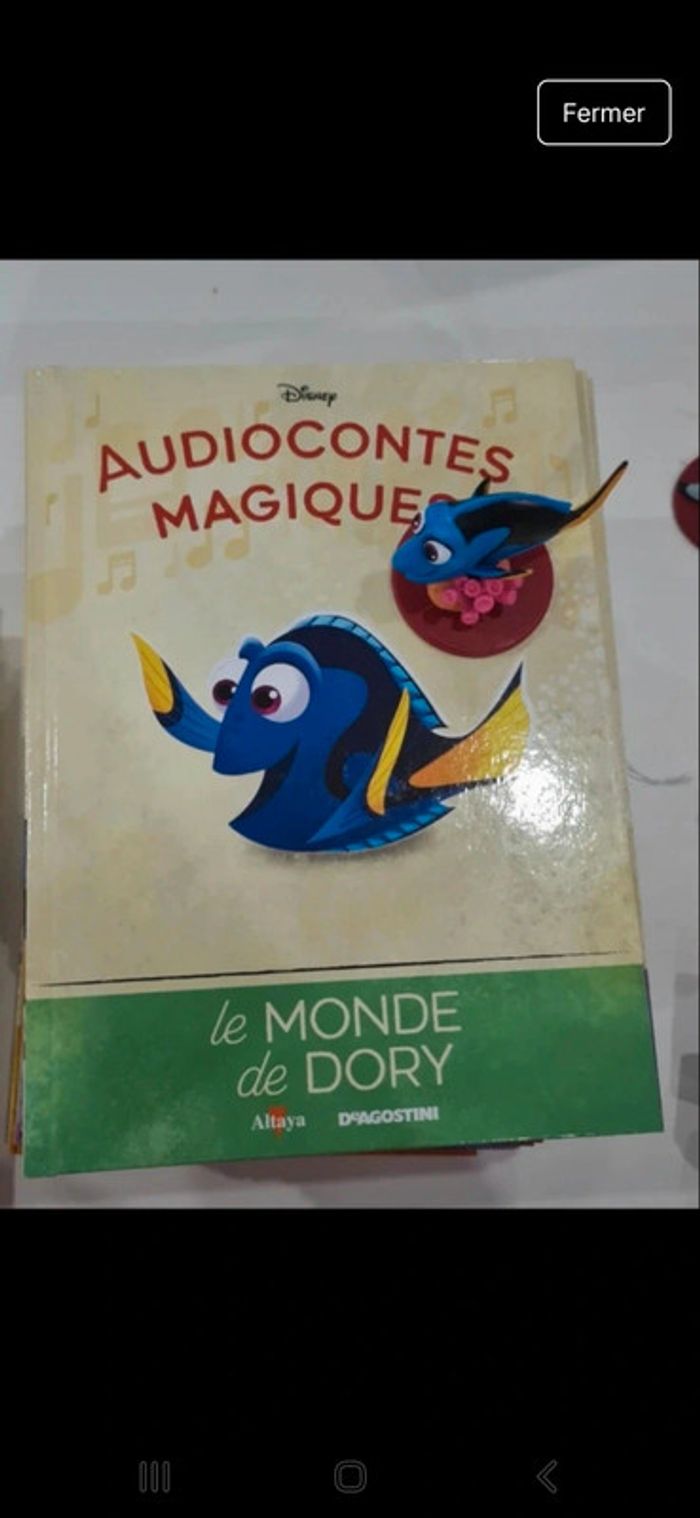 Fermer
Disney
AUDIOCONTES
MAGIQUES
le MONDE
de DORY
Altaya DeAGOSTINI